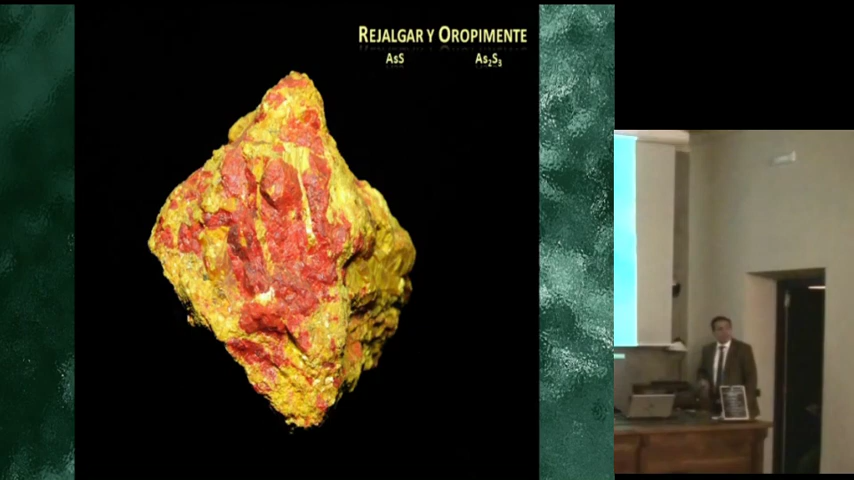 REJALGAR Y OROPIMENTE
AsS As₂S₃